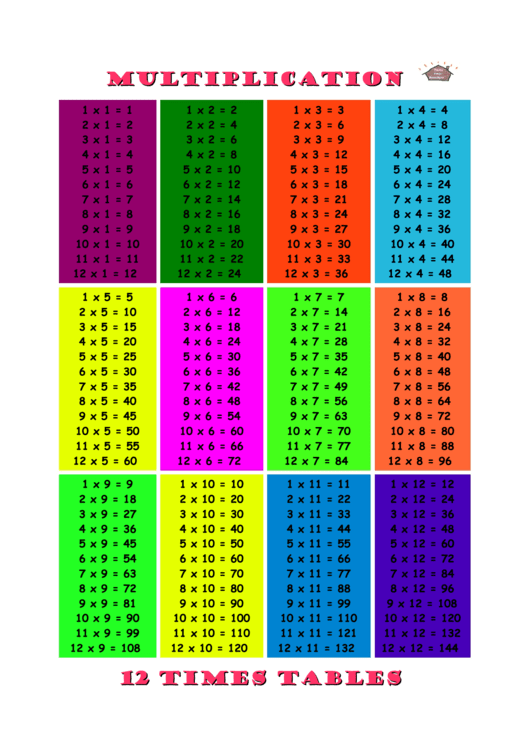 MULTIPLICATION
1 x 1 = 1
2 x 1 = 2
3 x 1 = 3
4 x 1 = 4
5 x 1 = 5
6 x 1 = 6
7 x 1 = 7
8 x 1 = 8
9 x 1 = 9
10 x 1 = 10
11 x 1 = 11
12 x 1 = 12
1 x 2 = 2
2 x 2 = 4
3 x 2 = 6
4 x 2 = 8
5 x 2 = 10
6 x 2 = 12
7 x 2 = 14
8 x 2 = 16
9 x 2 = 18
10 x 2 = 20
11 x 2 = 22
12 x 2 = 24
1 x 3 = 3
2 x 3 = 6
3 x 3 = 9
4 x 3 = 12
5 x 3 = 15
6 x 3 = 18
7 x 3 = 21
8 x 3 = 24
9 x 3 = 27
10 x 3 = 30
11 x 3 = 33
12 x 3 = 36
1 x 4 = 4
2 x 4 = 8
3 x 4 = 12
4 x 4 = 16
5 x 4 = 20
6 x 4 = 24
7 x 4 = 28
8 x 4 = 32
9 x 4 = 36
10 x 4 = 40
11 x 4 = 44
12 x 4 = 48
1 x 5 = 5
2 x 5 = 10
3 x 5 = 15
4 x 5 = 20
5 x 5 = 25
6 x 5 = 30
7 x 5 = 35
8 x 5 = 40
9 x 5 = 45
10 x 5 = 50
11 x 5 = 55
12 x 5 = 60
1 x 6 = 6
2 x 6 = 12
3 x 6 = 18
4 x 6 = 24
5 x 6 = 30
6 x 6 = 36
7 x 6 = 42
8 x 6 = 48
9 x 6 = 54
10 x 6 = 60
11 x 6 = 66
12 x 6 = 72
1 x 7 = 7
2 x 7 = 14
3 x 7 = 21
4 x 7 = 28
5 x 7 = 35
6 x 7 = 42
7 x 7 = 49
8 x 7 = 56
9 x 7 = 63
10 x 7 = 70
11 x 7 = 77
12 x 7 = 84
1 x 8 = 8
2 x 8 = 16
3 x 8 = 24
4 x 8 = 32
5 x 8 = 40
6 x 8 = 48
7 x 8 = 56
8 x 8 = 64
9 x 8 = 72
10 x 8 = 80
11 x 8 = 88
12 x 8 = 96
1 x 9 = 9
2 x 9 = 18
3 x 9 = 27
4 x 9 = 36
5 x 9 = 45
6 x 9 = 54
7 x 9 = 63
8 x 9 = 72
9 x 9 = 81
10 x 9 = 90
11 x 9 = 99
12 x 9 = 108
1 x 10 = 10
2 x 10 = 20
3 x 10 = 30
4 x 10 = 40
5 x 10 = 50
6 x 10 = 60
7 x 10 = 70
8 x 10 = 80
9 x 10 = 90
10 x 10 = 100
11 x 10 = 110
12 x 10 = 120
1 x 11 = 11
2 x 11 = 22
3 x 11 = 33
4 x 11 = 44
5 x 11 = 55
6 x 11 = 66
7 x 11 = 77
8 x 11 = 88
9 x 11 = 99
10 x 11 = 110
11 x 11 = 121
12 x 11 = 132
1 x 12 = 12
2 x 12 = 24
3 x 12 = 36
4 x 12 = 48
5 x 12 = 60
6 x 12 = 72
7 x 12 = 84
8 x 12 = 96
9 x 12 = 108
10 x 12 = 120
11 x 12 = 132
12 x 12 = 144
12 TIMES TABLES